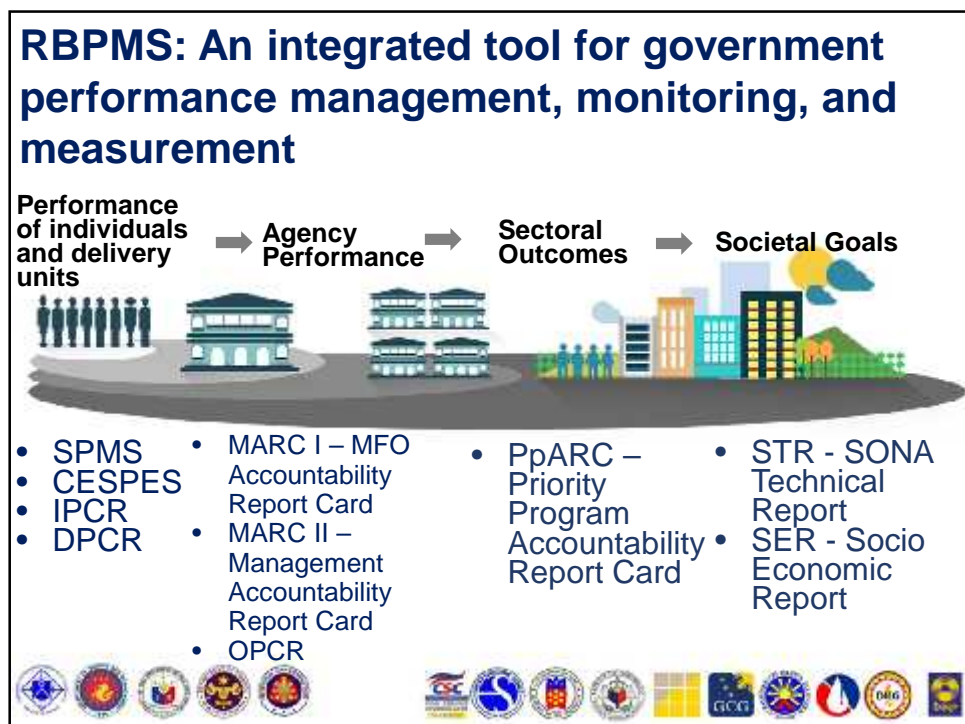 RBPMS: An integrated tool for government
performance management, monitoring, and
measurement
Performance
of individuals
and delivery
units
Agency
Performance
Sectoral
Outcomes
Societal Goals
• SPMS
• CESPES
• IPCR
• DPCR
• MARC I – MFO
Accountability
Report Card
• MARC II –
Management
Accountability
Report Card
• OPCR
• PpARC –
Priority
Program
Accountability
Report Card
• STR - SONA
Technical
Report
• SER - Socio
Economic
Report
CSC
GCG